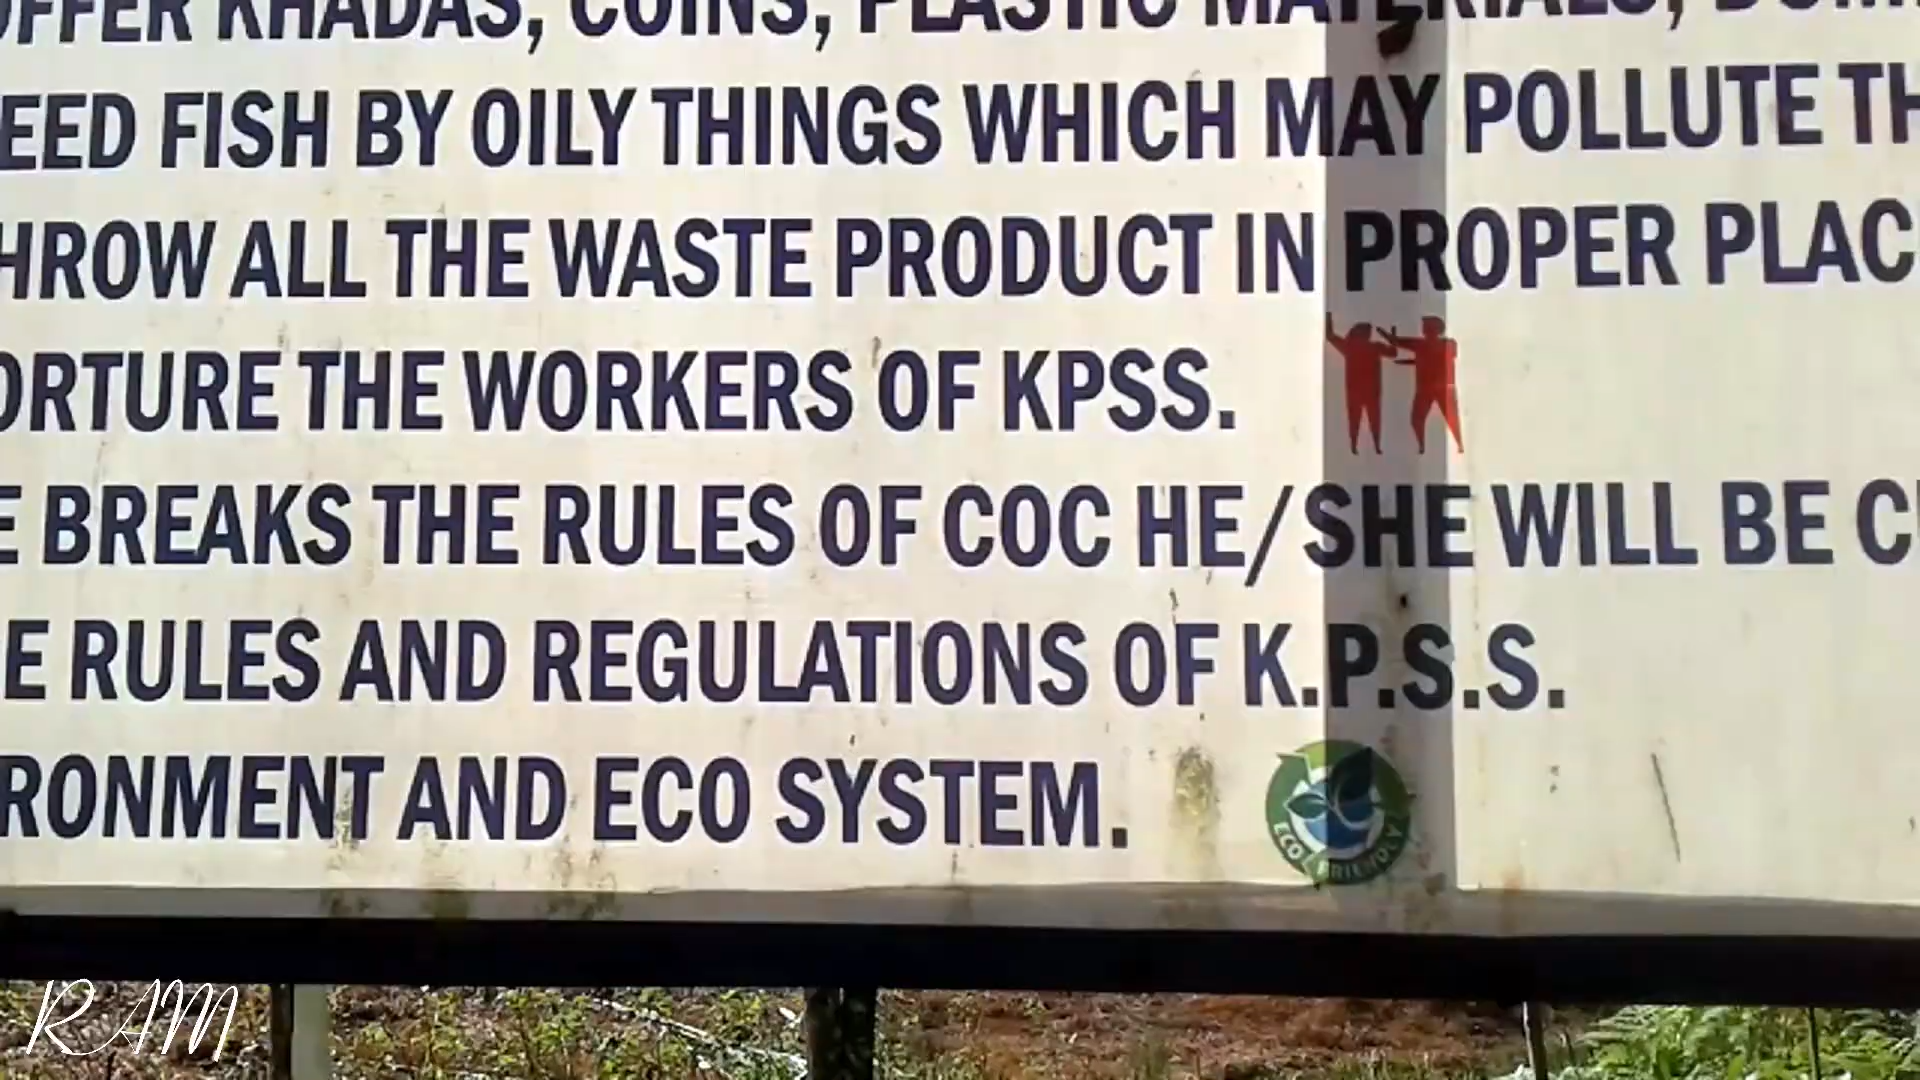 OFFER KHADAS, COINS, PLASTIC MATERIALS,
EED FISH BY OILY THINGS WHICH MAY POLLUTE TH
HROW ALL THE WASTE PRODUCT IN PROPER PLAC
ORTURE THE WORKERS OF KPSS.
E BREAKS THE RULES OF COC HE/SHE WILL BE C
E RULES AND REGULATIONS OF K.P.S.S.
RONMENT AND ECO SYSTEM.
ECO FRIENDLY
RAM